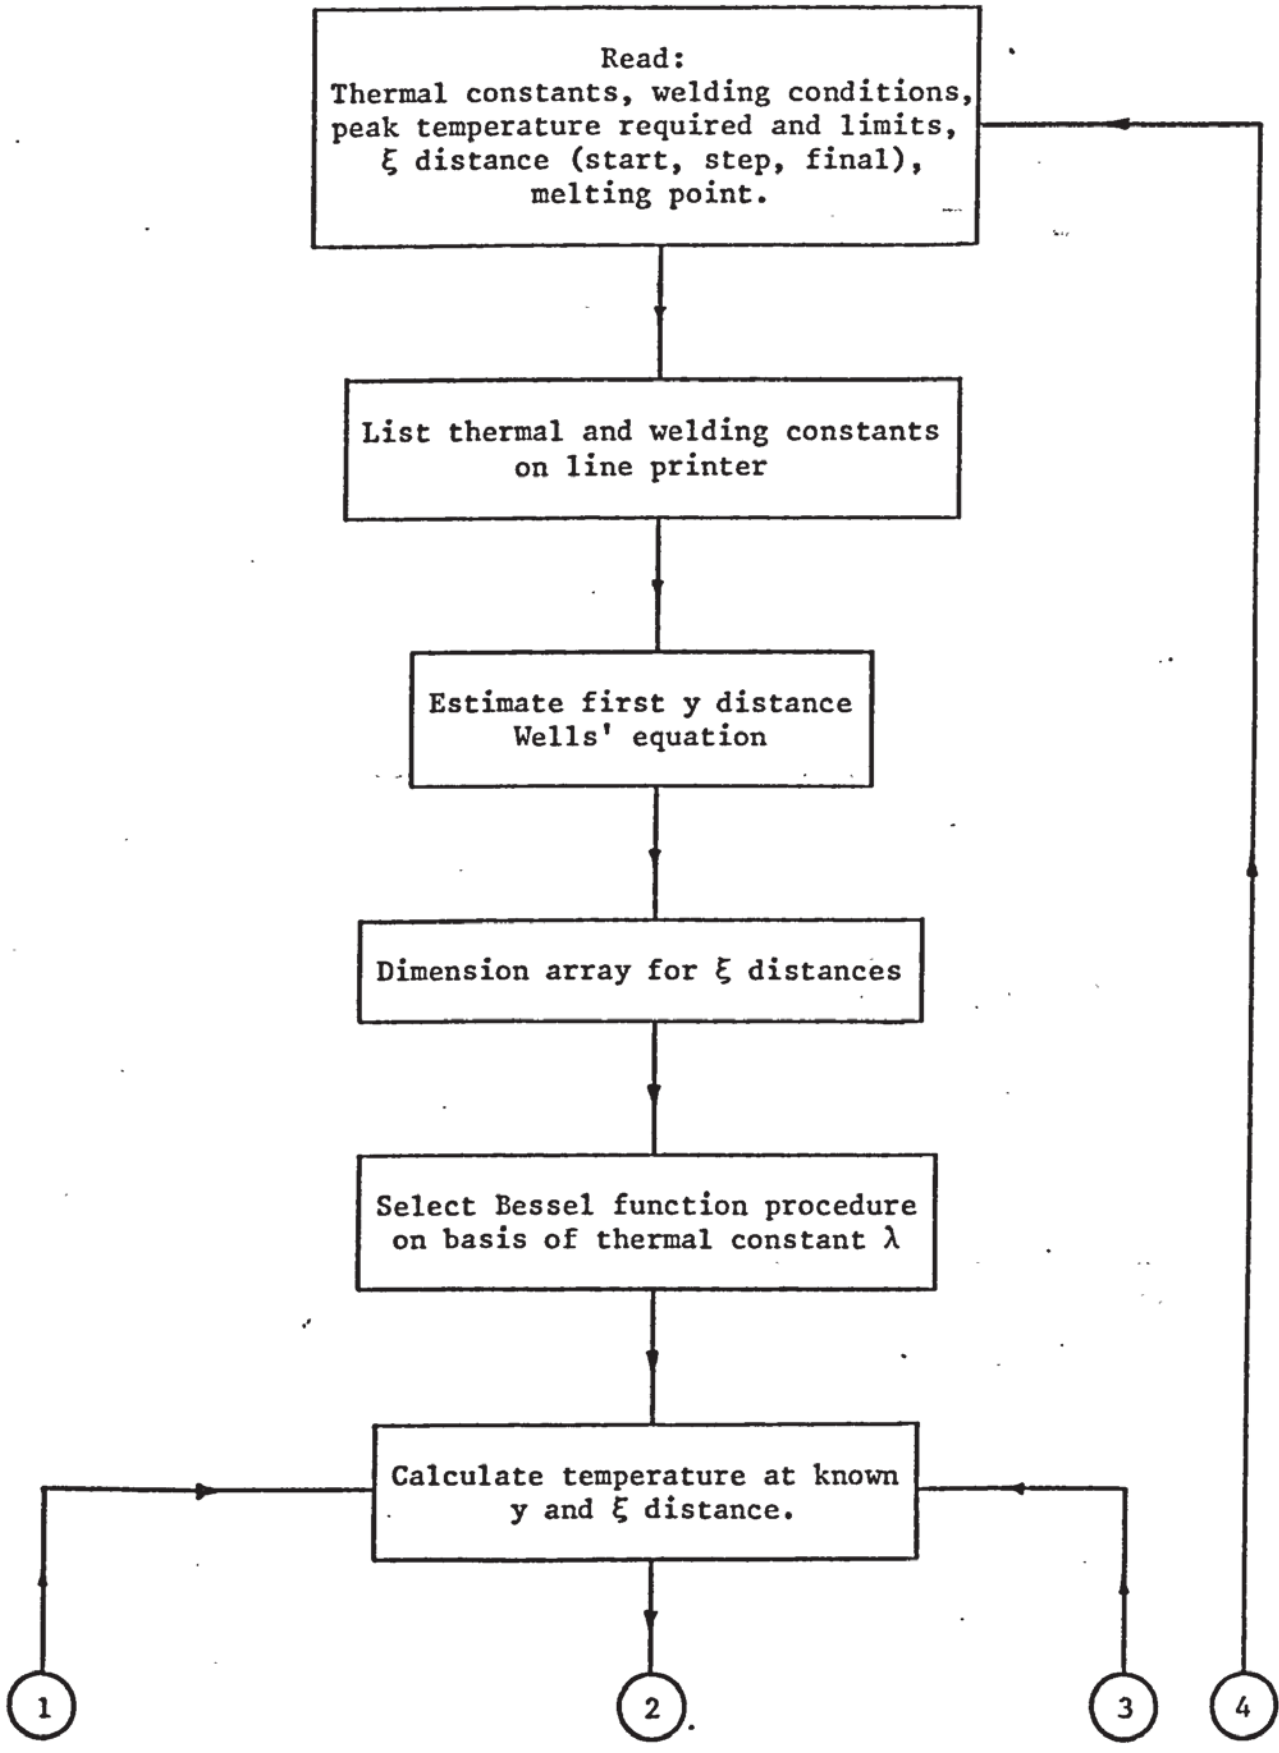 Read:
Thermal constants, welding conditions,
peak temperature required and limits,
ξ distance (start, step, final),
melting point.
List thermal and welding constants
on line printer
Estimate first y distance
Wells' equation
Dimension array for ξ distances
Select Bessel function procedure
on basis of thermal constant λ
Calculate temperature at known
y and ξ distance.
1
2
3
4